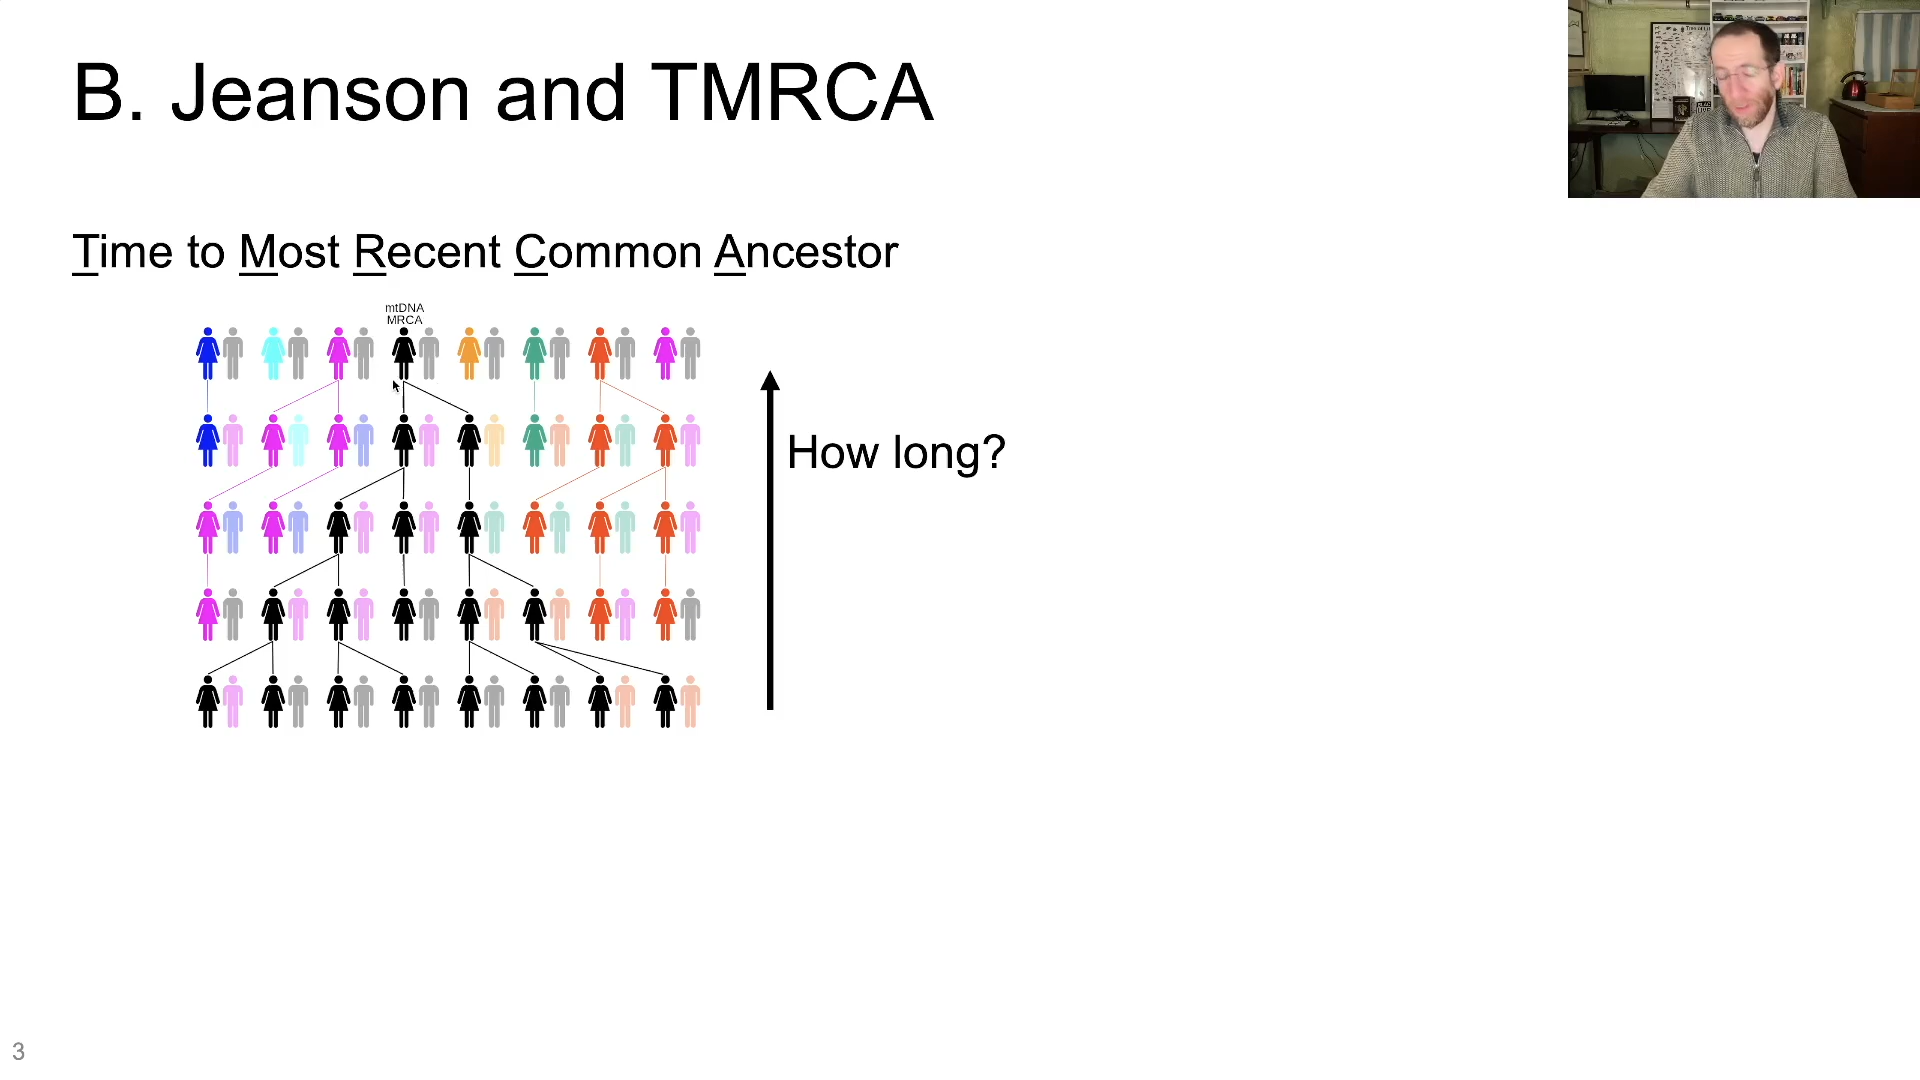 B. Jeanson and TMRCA
Time to Most Recent Common Ancestor
mtDNA
MRCA
How long?
3